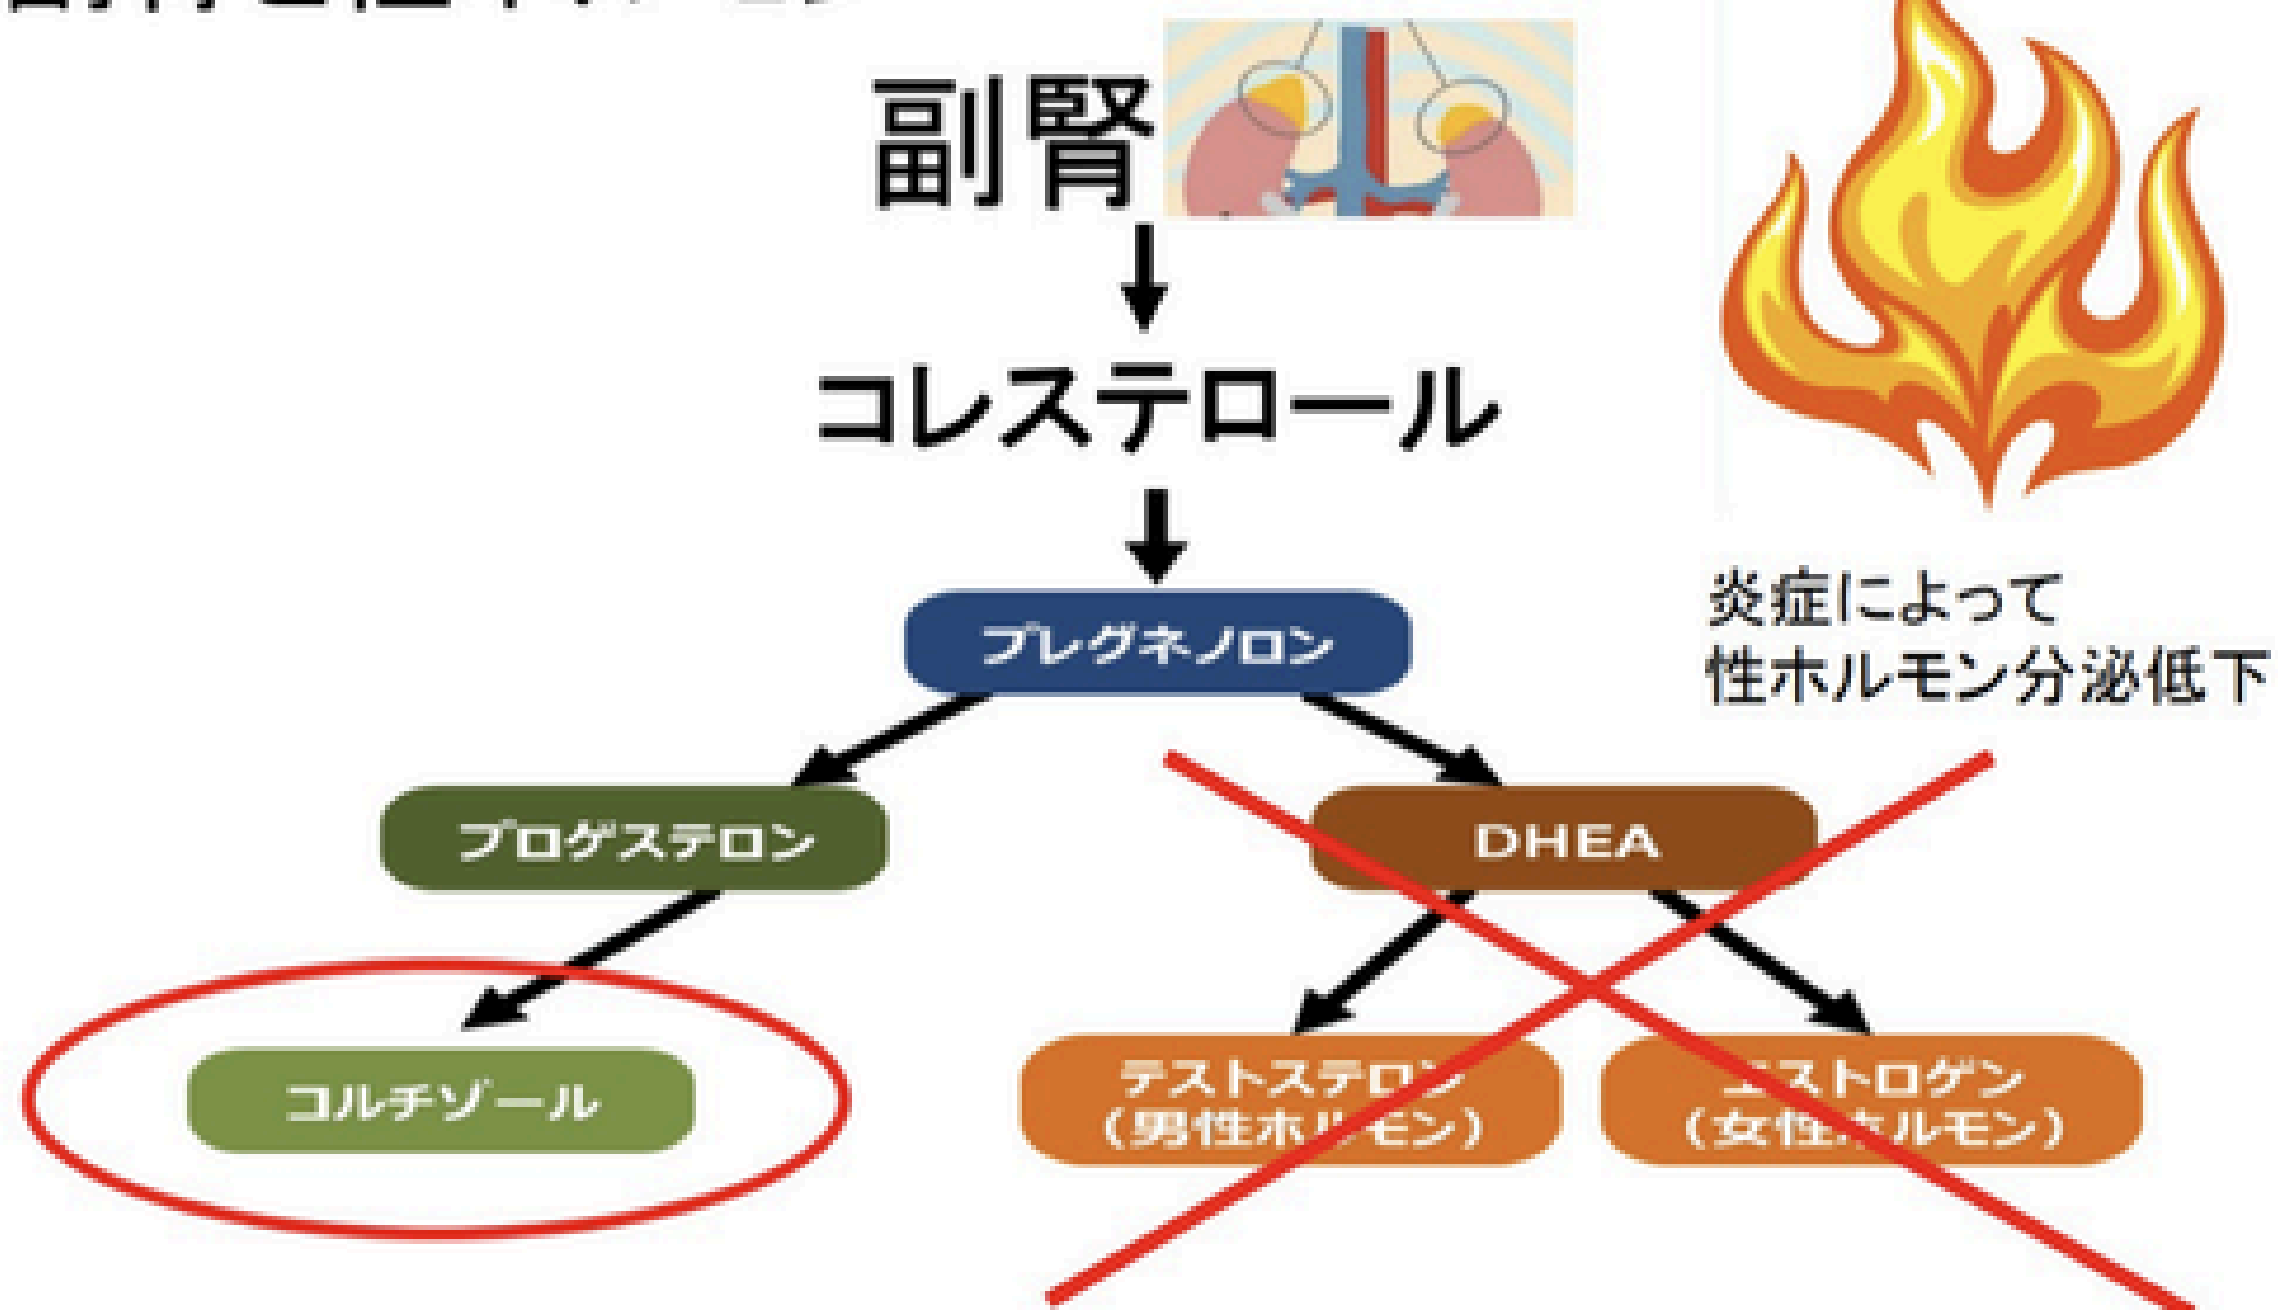 副腎
コレステロール
プレグネノロン
炎症によって
性ホルモン分泌低下
プロゲステロン
DHEA
コルチゾール
テストステロン
(男性ホルモン)
エストロゲン
(女性ホルモン)